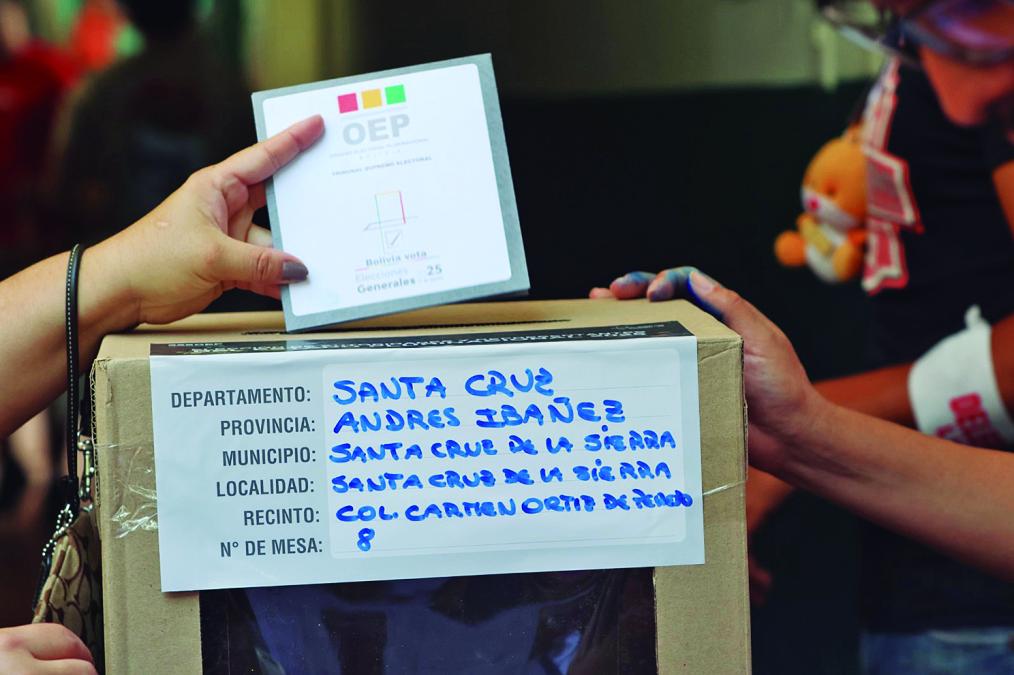 OEP
TRIBUNAL SUPREMO ELECTORAL
Bolivia vota
Elecciones
Generales 25
DEPARTAMENTO: SANTA CRUZ
PROVINCIA: ANDRES IBAÑEZ
MUNICIPIO: SANTA CRUZ DE LA SiERRA
LOCALIDAD: SANTA CRUZ DE LA SiERRA
RECINTO: COL. CARMEN ORTIZ DE
N° DE MESA: 8